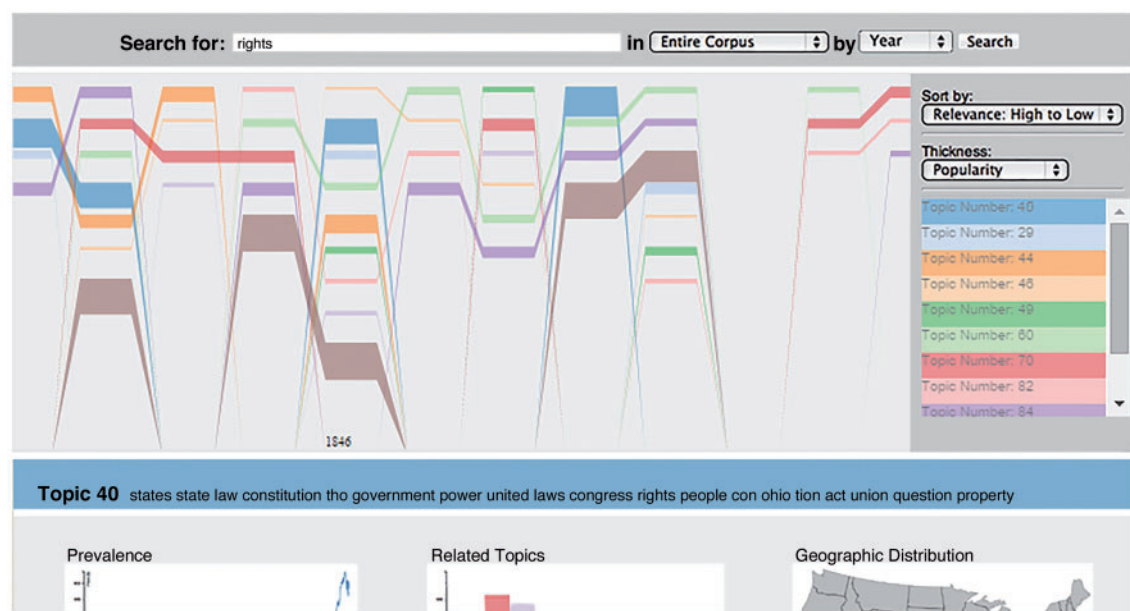 Search for: rights in Entire Corpus by Year Search
Sort by:
Relevance: High to Low
Thickness:
Popularity
Topic Number: 40
Topic Number: 29
Topic Number: 44
Topic Number: 46
Topic Number: 49
Topic Number: 60
Topic Number: 70
Topic Number: 82
Topic Number: 84
1846
Topic 40 states state law constitution tho government power united laws congress rights people con ohio tion act union question property
Prevalence Related Topics Geographic Distribution